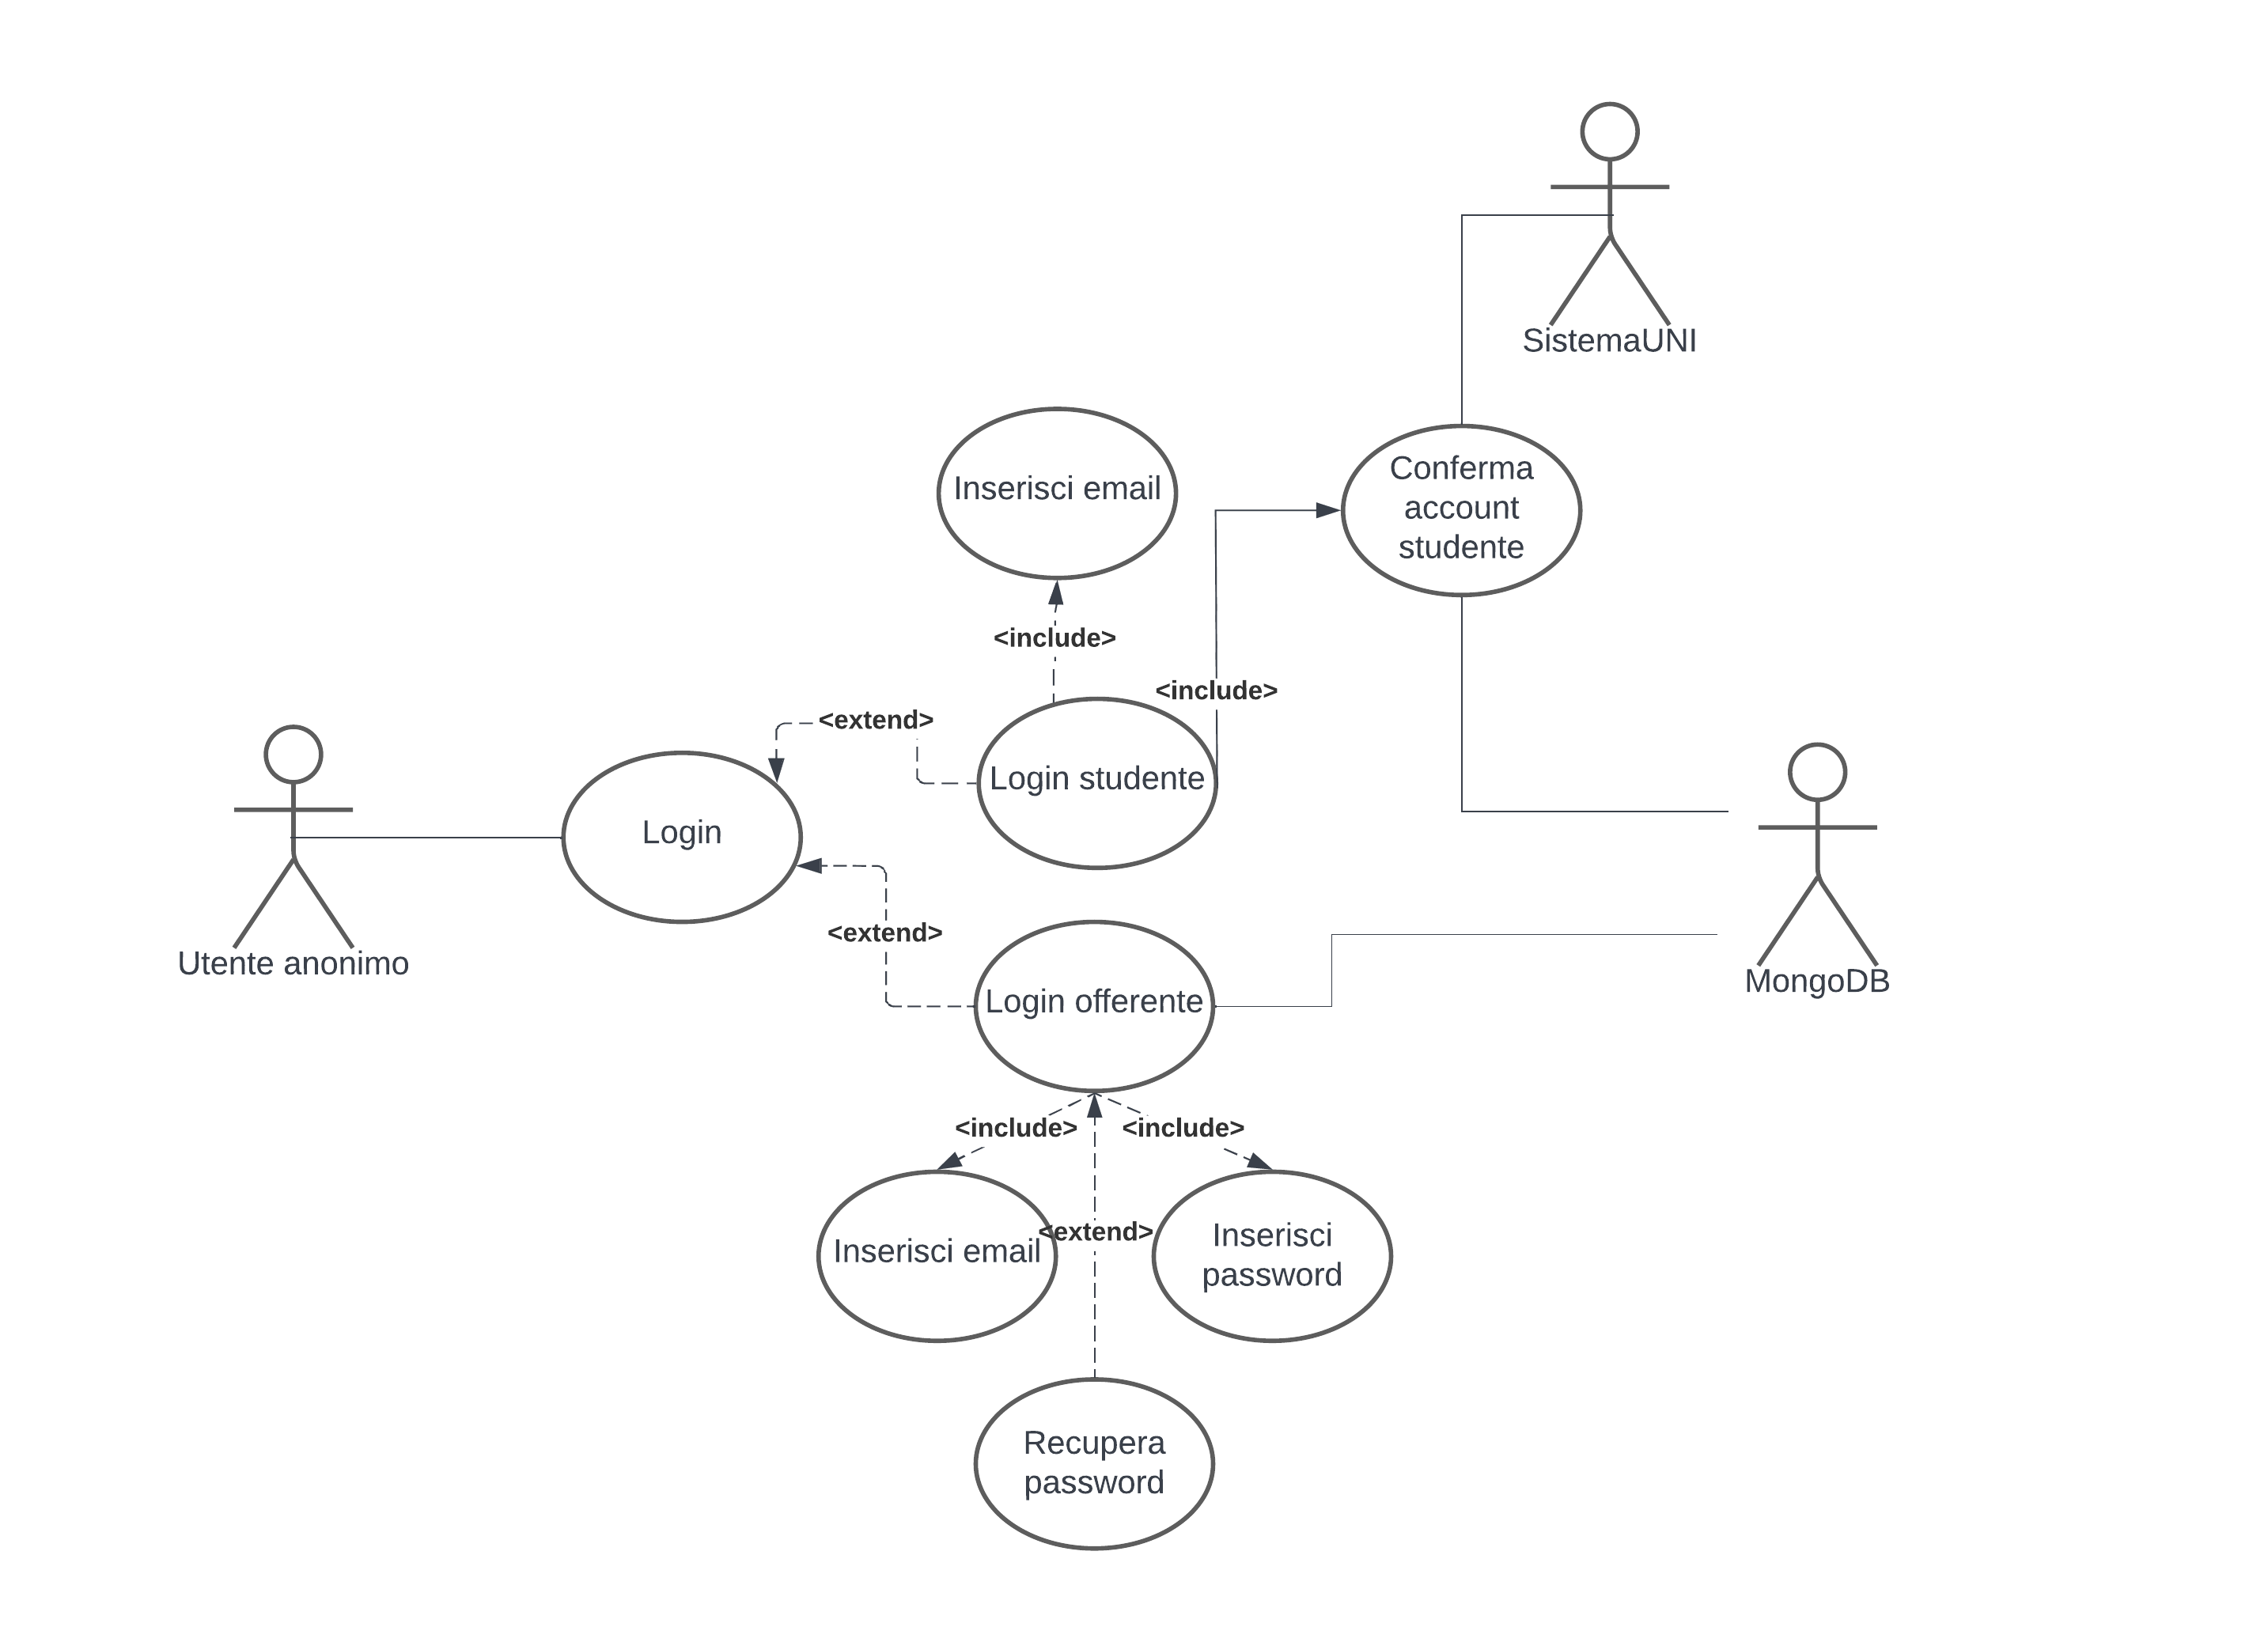 SistemaUNI
Inserisci email
Conferma
account
studente
<include>
<include>
<extend>
Login studente
Login
<extend>
Utente anonimo
MongoDB
Login offerente
<include>
<include>
<extend>
Inserisci email
Inserisci
password
Recupera
password